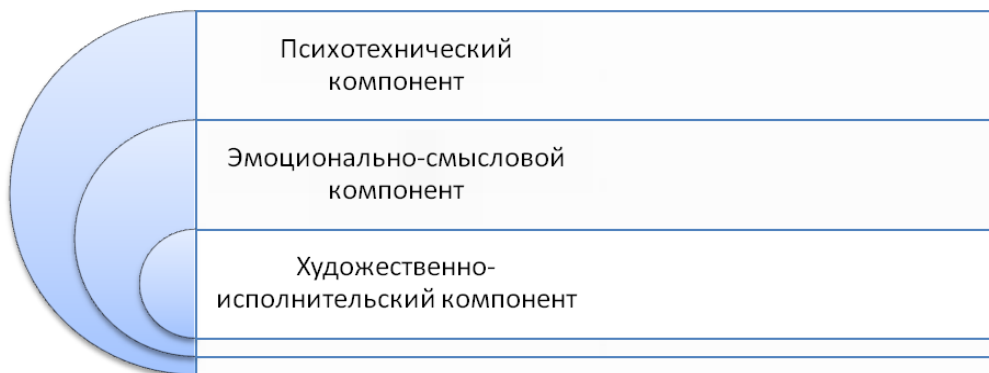 Психотехнический
компонент
Эмоционально-смысловой
компонент
Художественно-
исполнительский компонент